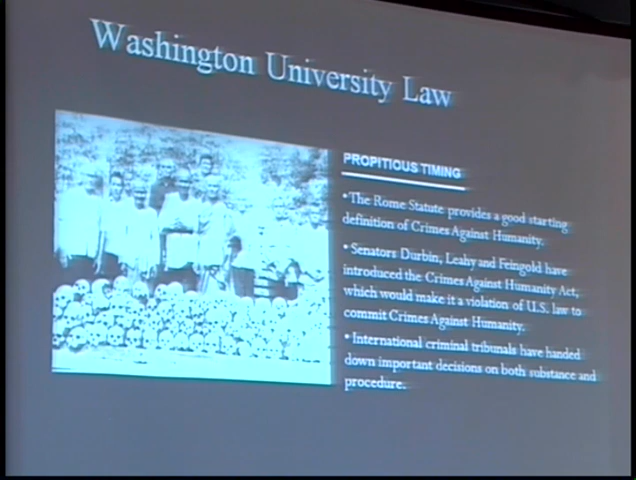 Washington University Law
PROPITIOUS TIMING
•The Rome Statute provides a good starting
definition of Crimes Against Humanity.
•Senators Durbin, Leahy and Feingold have
introduced the Crimes Against Humanity Act,
which would make it a violation of U.S. law to
commit Crimes Against Humanity.
•International criminal tribunals have handed
down important decisions on both substance and
procedure.